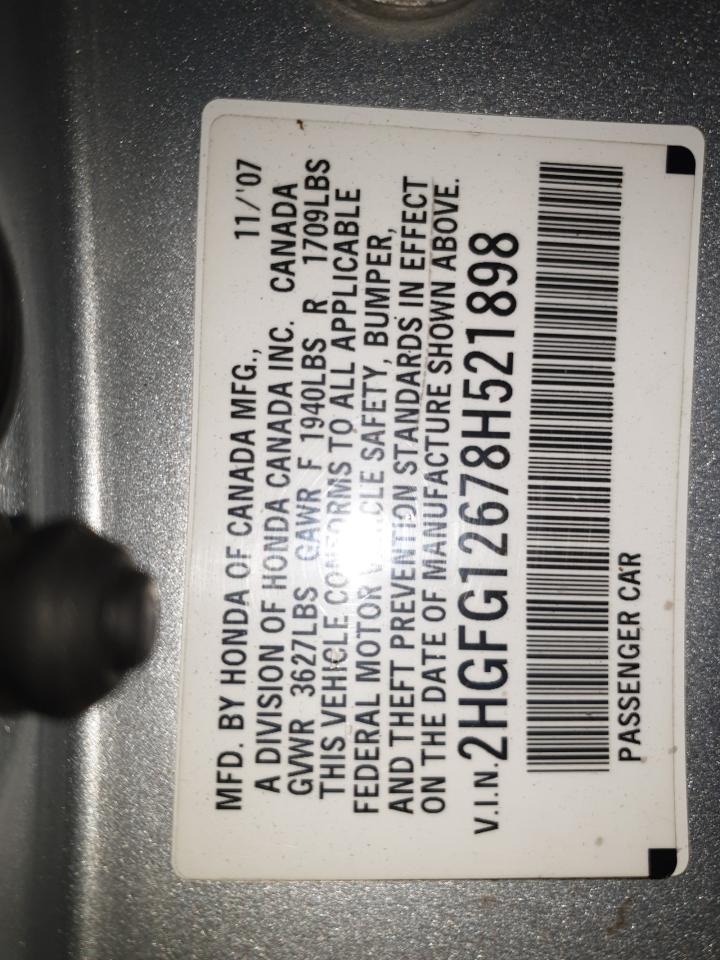 MFD. BY HONDA OF CANADA MFG., 11/'07
A DIVISION OF HONDA CANADA INC. CANADA
GVWR 3627LBS GAWR F 1940LBS R 1709LBS
THIS VEHICLE CONFORMS TO ALL APPLICABLE
FEDERAL MOTOR VEHICLE SAFETY, BUMPER,
AND THEFT PREVENTION STANDARDS IN EFFECT
ON THE DATE OF MANUFACTURE SHOWN ABOVE.
V.I.N. 2HGFG12678H521898
PASSENGER CAR